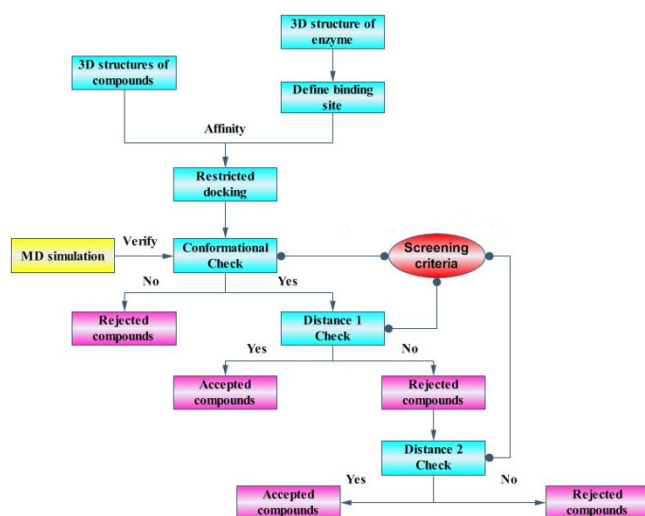 3D structure of
enzyme
3D structures of
compounds
Define binding
site
Affinity
Restricted
docking
MD simulation
Verify
Conformational
Check
Screening
criteria
No
Yes
Rejected
compounds
Distance 1
Check
Yes
No
Accepted
compounds
Rejected
compounds
Distance 2
Check
Yes
No
Accepted
compounds
Rejected
compounds